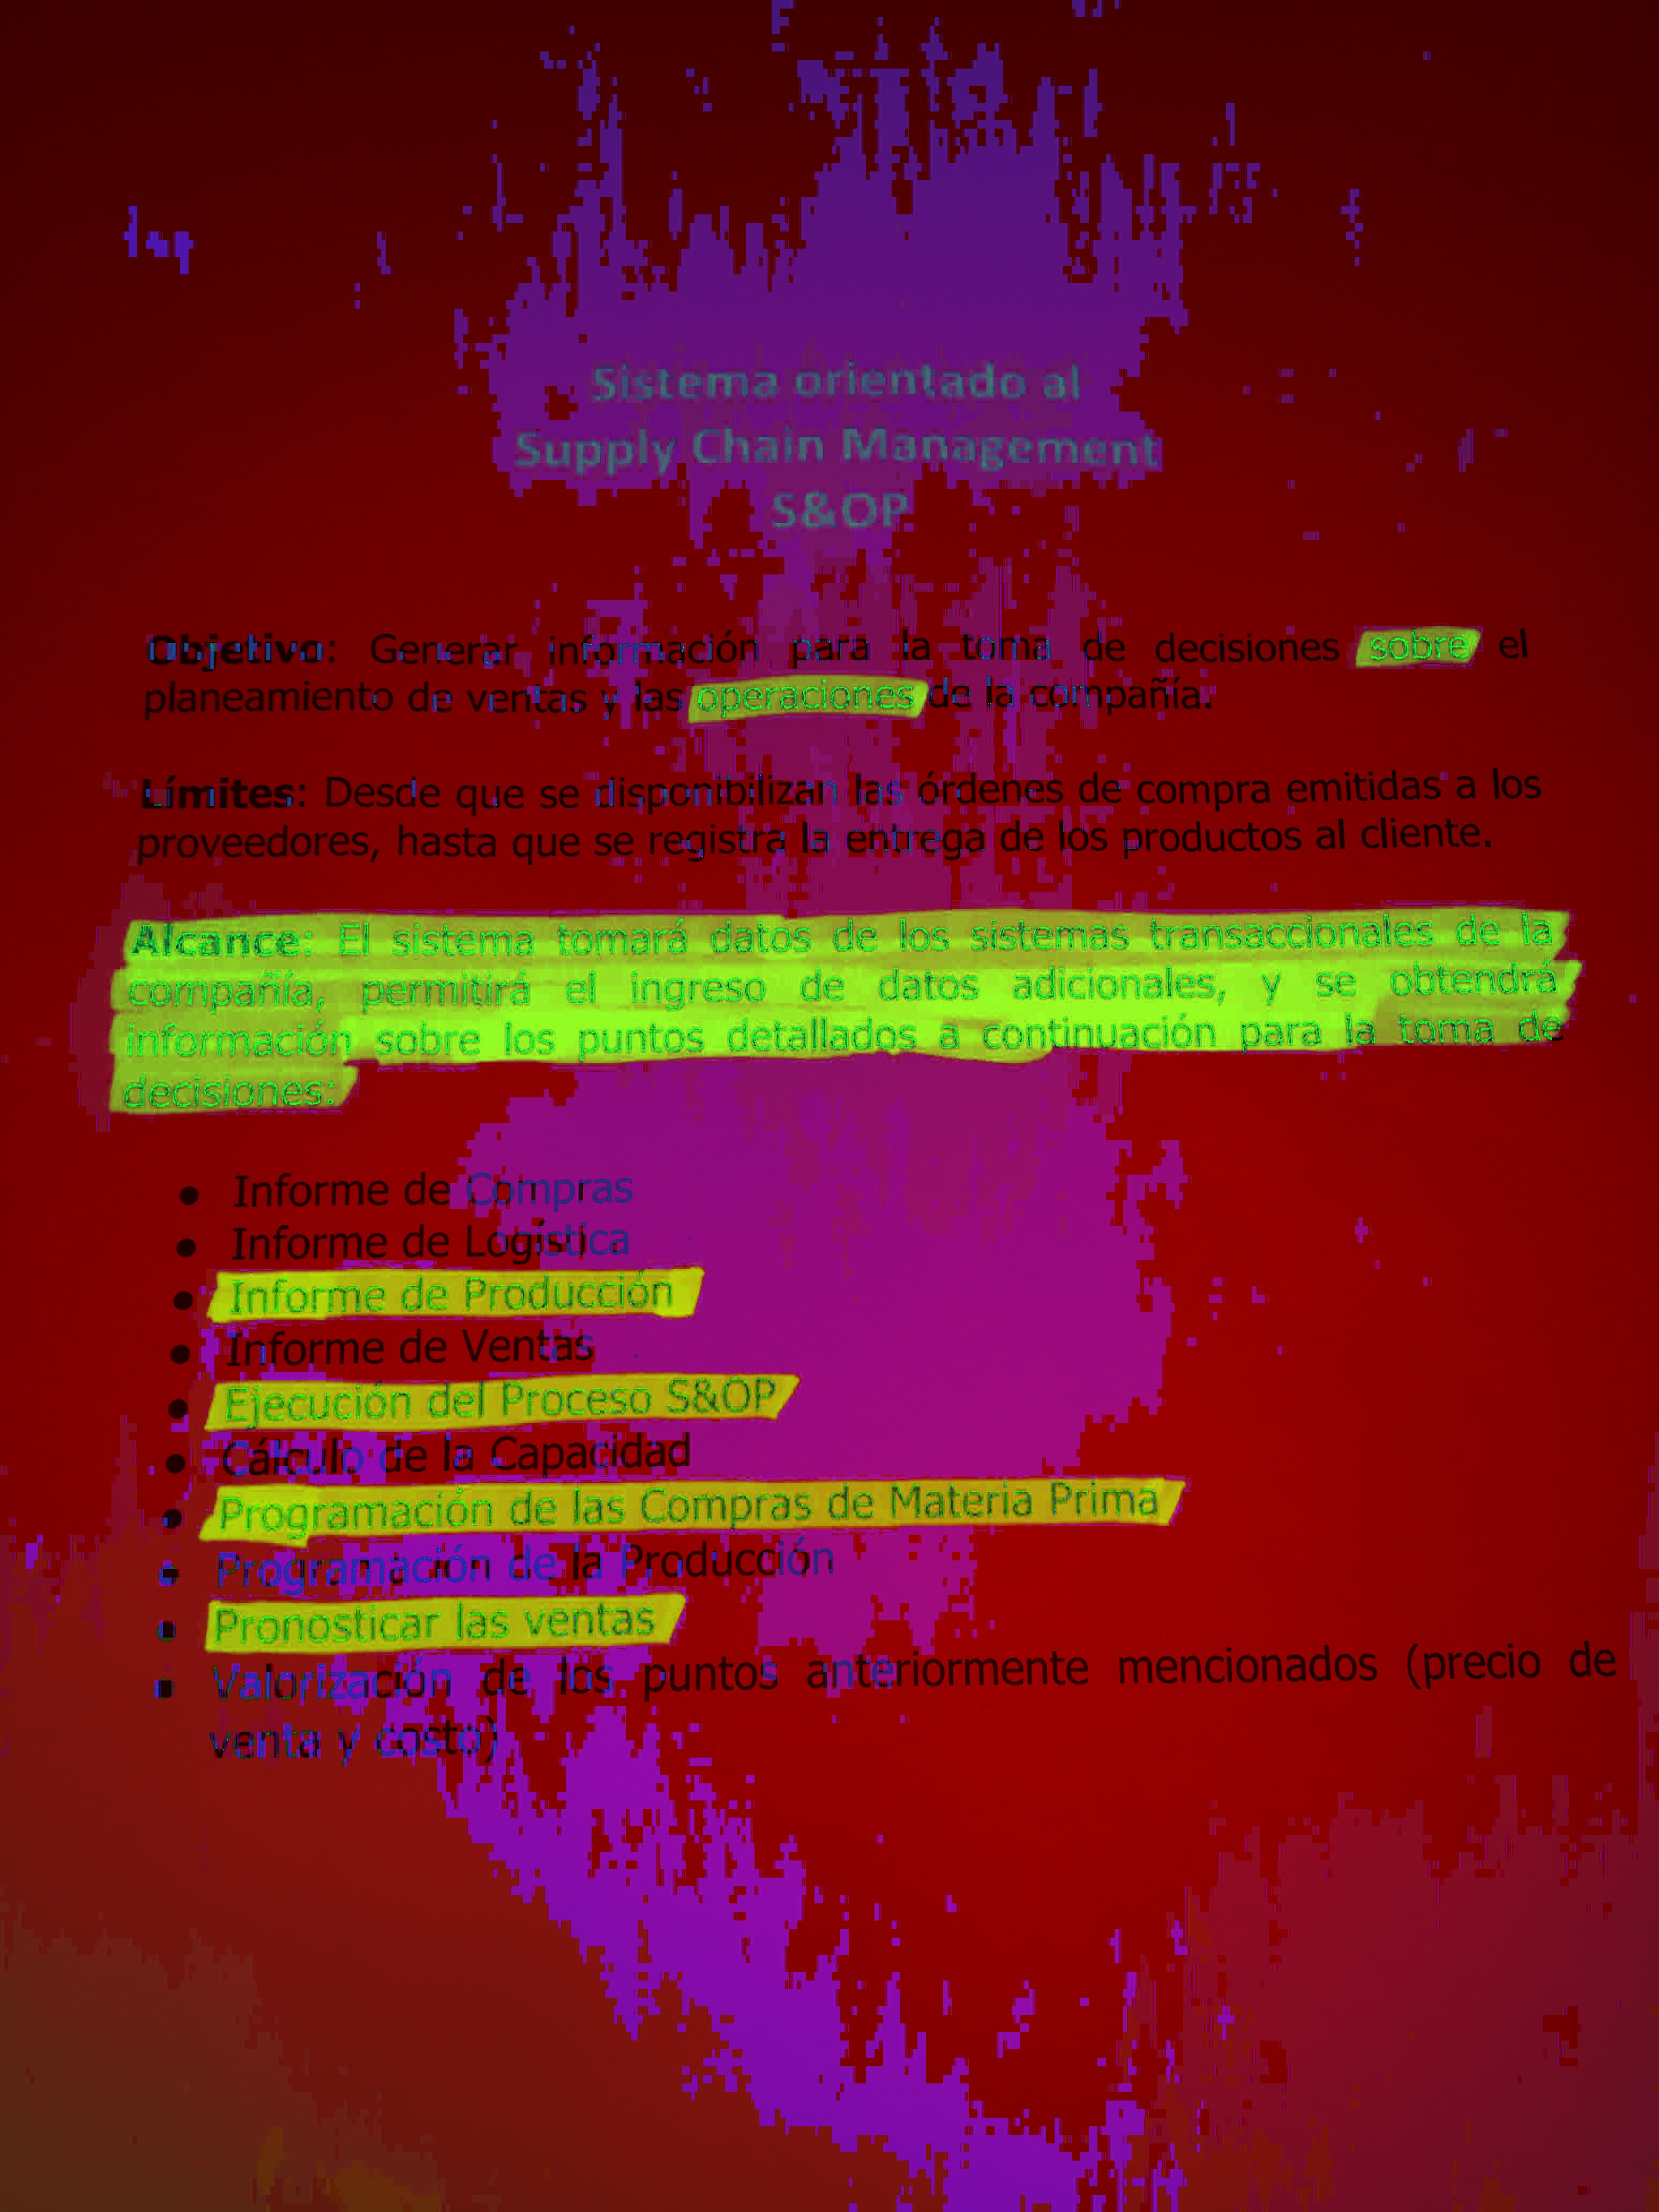 Sistema orientado al
Supply Chain Management
S&OP
Objetivo: Generar información para la toma de decisiones sobre el
planeamiento de ventas y las operaciones de la compañía.
Límites: Desde que se disponibilizan las órdenes de compra emitidas a los
proveedores, hasta que se registra la entrega de los productos al cliente.
Alcance: El sistema tomará datos de los sistemas transaccionales de la
compañía, permitirá el ingreso de datos adicionales, y se obtendrá
información sobre los puntos detallados a continuación para la toma de
decisiones:
• Informe de Compras
• Informe de Logística
• Informe de Producción
• Informe de Ventas
• Ejecución del Proceso S&OP
• Cálculo de la Capacidad
• Programación de las Compras de Materia Prima
• Programación de la Producción
• Pronosticar las ventas
• Valorización de los puntos anteriormente mencionados (precio de
venta y costo)